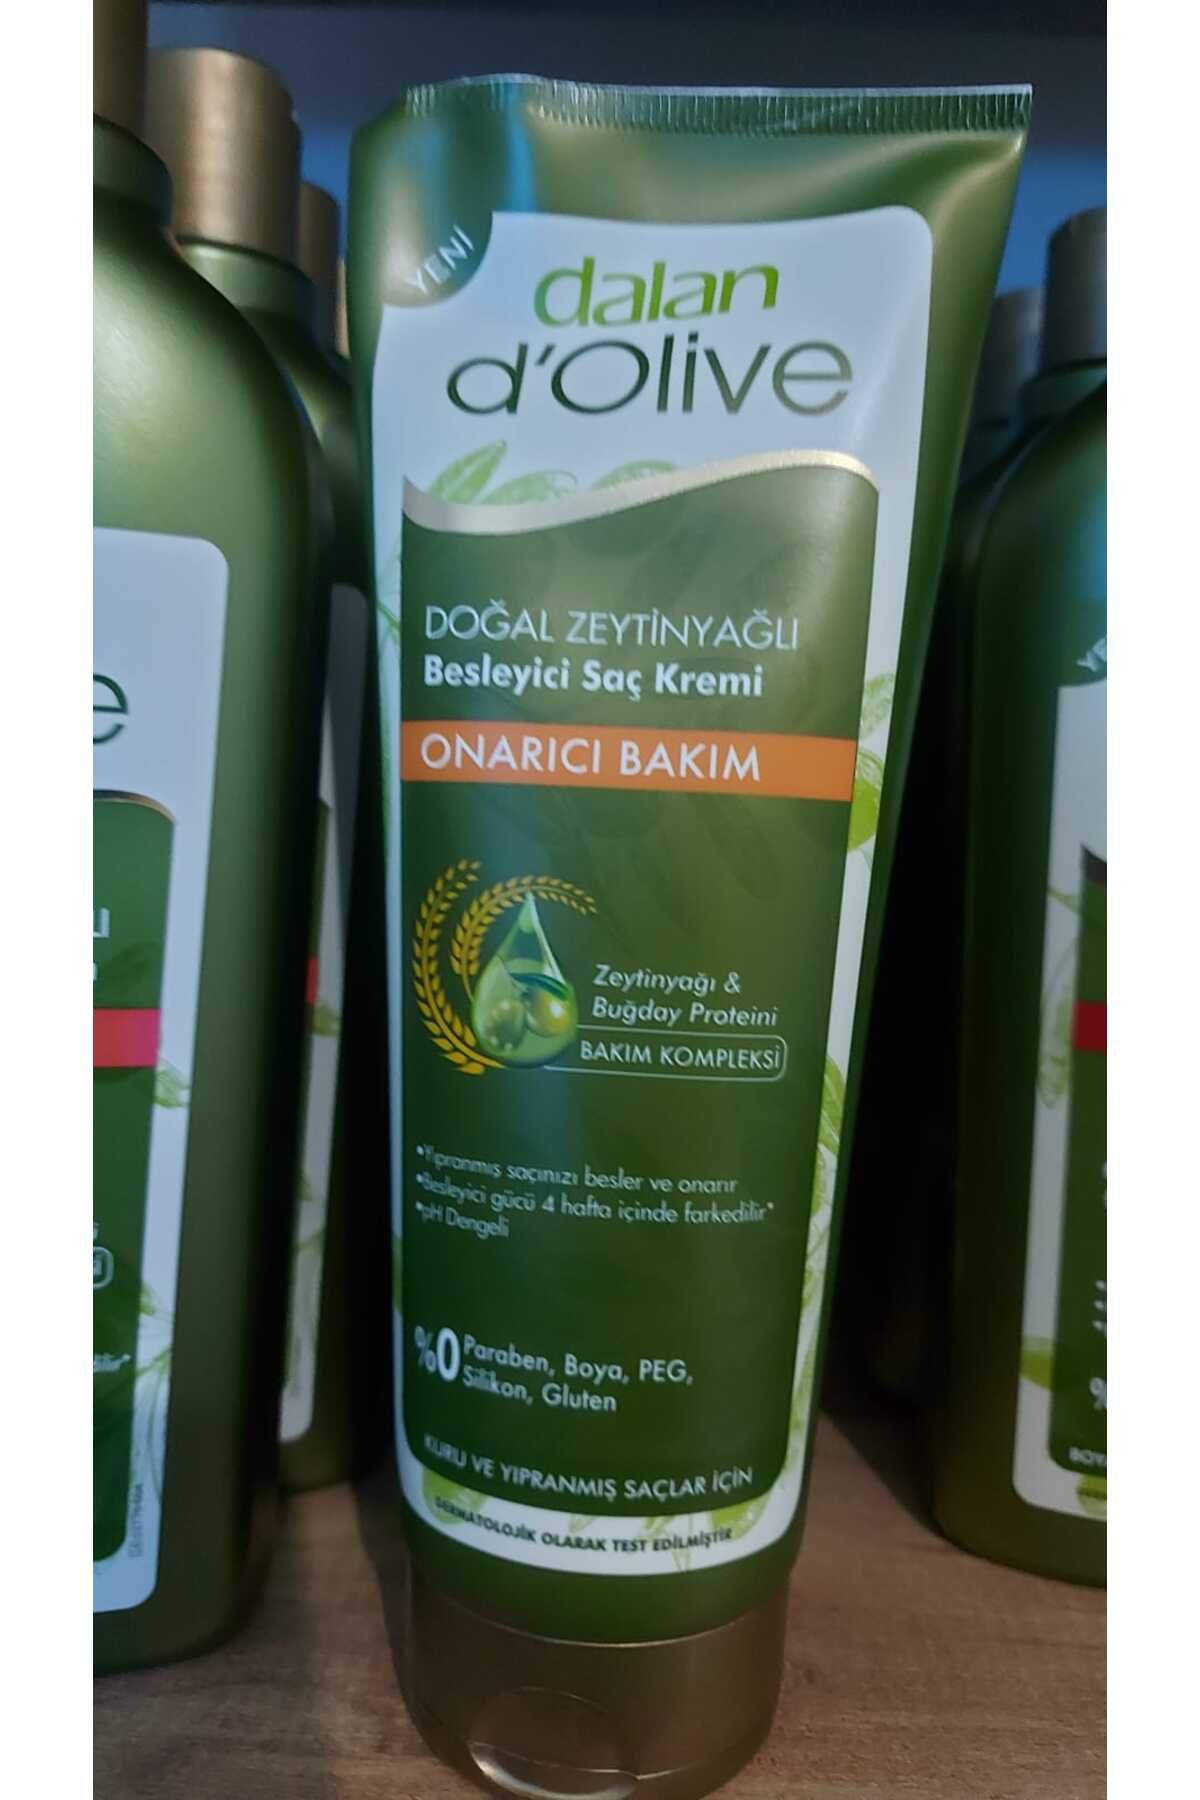 YENİ
dalan
d'Olive
DOĞAL ZEYTİNYAĞLI
Besleyici Saç Kremi
ONARICI BAKIM
Zeytinyağı &
Buğday Proteini
BAKIM KOMPLEKSİ
•Yıpranmış saçınızı besler ve onarır
•Besleyici gücü 4 hafta içinde farkedilir*
•pH Dengeli
%0 Paraben, Boya, PEG,
Silikon, Gluten
KURU VE YIPRANMIŞ SAÇLAR İÇİN
DERMATOLOJİK OLARAK TEST EDİLMİŞTİR